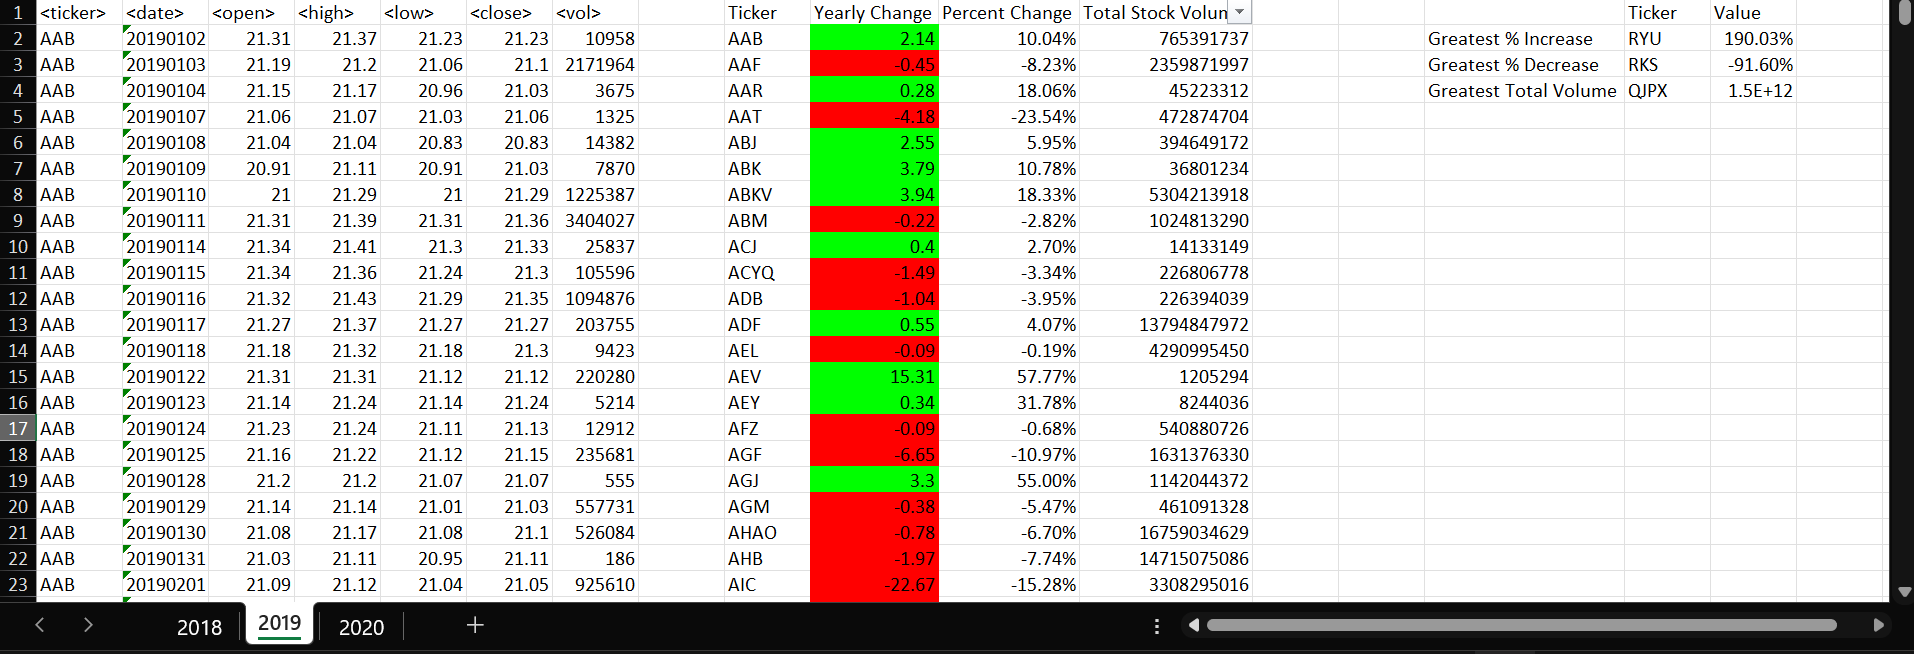 1 <ticker> <date> <open> <high> <low> <close> <vol> Ticker Yearly Change Percent Change Total Stock Volun Ticker Value
2 AAB 20190102 21.31 21.37 21.23 21.23 10958 AAB 2.14 10.04% 765391737 Greatest % Increase RYU 190.03%
3 AAB 20190103 21.19 21.2 21.06 21.1 2171964 AAF -0.45 -8.23% 2359871997 Greatest % Decrease RKS -91.60%
4 AAB 20190104 21.15 21.17 20.96 21.03 3675 AAR 0.28 18.06% 45223312 Greatest Total Volume QJPX 1.5E+12
5 AAB 20190107 21.06 21.07 21.03 21.06 1325 AAT -4.18 -23.54% 472874704
6 AAB 20190108 21.04 21.04 20.83 20.83 14382 ABJ 2.55 5.95% 394649172
7 AAB 20190109 20.91 21.11 20.91 21.03 7870 ABK 3.79 10.78% 36801234
8 AAB 20190110 21 21.29 21 21.29 1225387 ABKV 3.94 18.33% 5304213918
9 AAB 20190111 21.31 21.39 21.31 21.36 3404027 ABM -0.22 -2.82% 1024813290
10 AAB 20190114 21.34 21.41 21.3 21.33 25837 ACJ 0.4 2.70% 14133149
11 AAB 20190115 21.34 21.36 21.24 21.3 105596 ACYQ -1.49 -3.34% 226806778
12 AAB 20190116 21.32 21.43 21.29 21.35 1094876 ADB -1.04 -3.95% 226394039
13 AAB 20190117 21.27 21.37 21.27 21.27 203755 ADF 0.55 4.07% 13794847972
14 AAB 20190118 21.18 21.32 21.18 21.3 9423 AEL -0.09 -0.19% 4290995450
15 AAB 20190122 21.31 21.31 21.12 21.12 220280 AEV 15.31 57.77% 1205294
16 AAB 20190123 21.14 21.24 21.14 21.24 5214 AEY 0.34 31.78% 8244036
17 AAB 20190124 21.23 21.24 21.11 21.13 12912 AFZ -0.09 -0.68% 540880726
18 AAB 20190125 21.16 21.22 21.12 21.15 235681 AGF -6.65 -10.97% 1631376330
19 AAB 20190128 21.2 21.2 21.07 21.07 555 AGJ 3.3 55.00% 1142044372
20 AAB 20190129 21.14 21.14 21.01 21.03 557731 AGM -0.38 -5.47% 461091328
21 AAB 20190130 21.08 21.17 21.08 21.1 526084 AHAO -0.78 -6.70% 16759034629
22 AAB 20190131 21.03 21.11 20.95 21.11 186 AHB -1.97 -7.74% 14715075086
23 AAB 20190201 21.09 21.12 21.04 21.05 925610 AIC -22.67 -15.28% 3308295016
2018 2019 2020